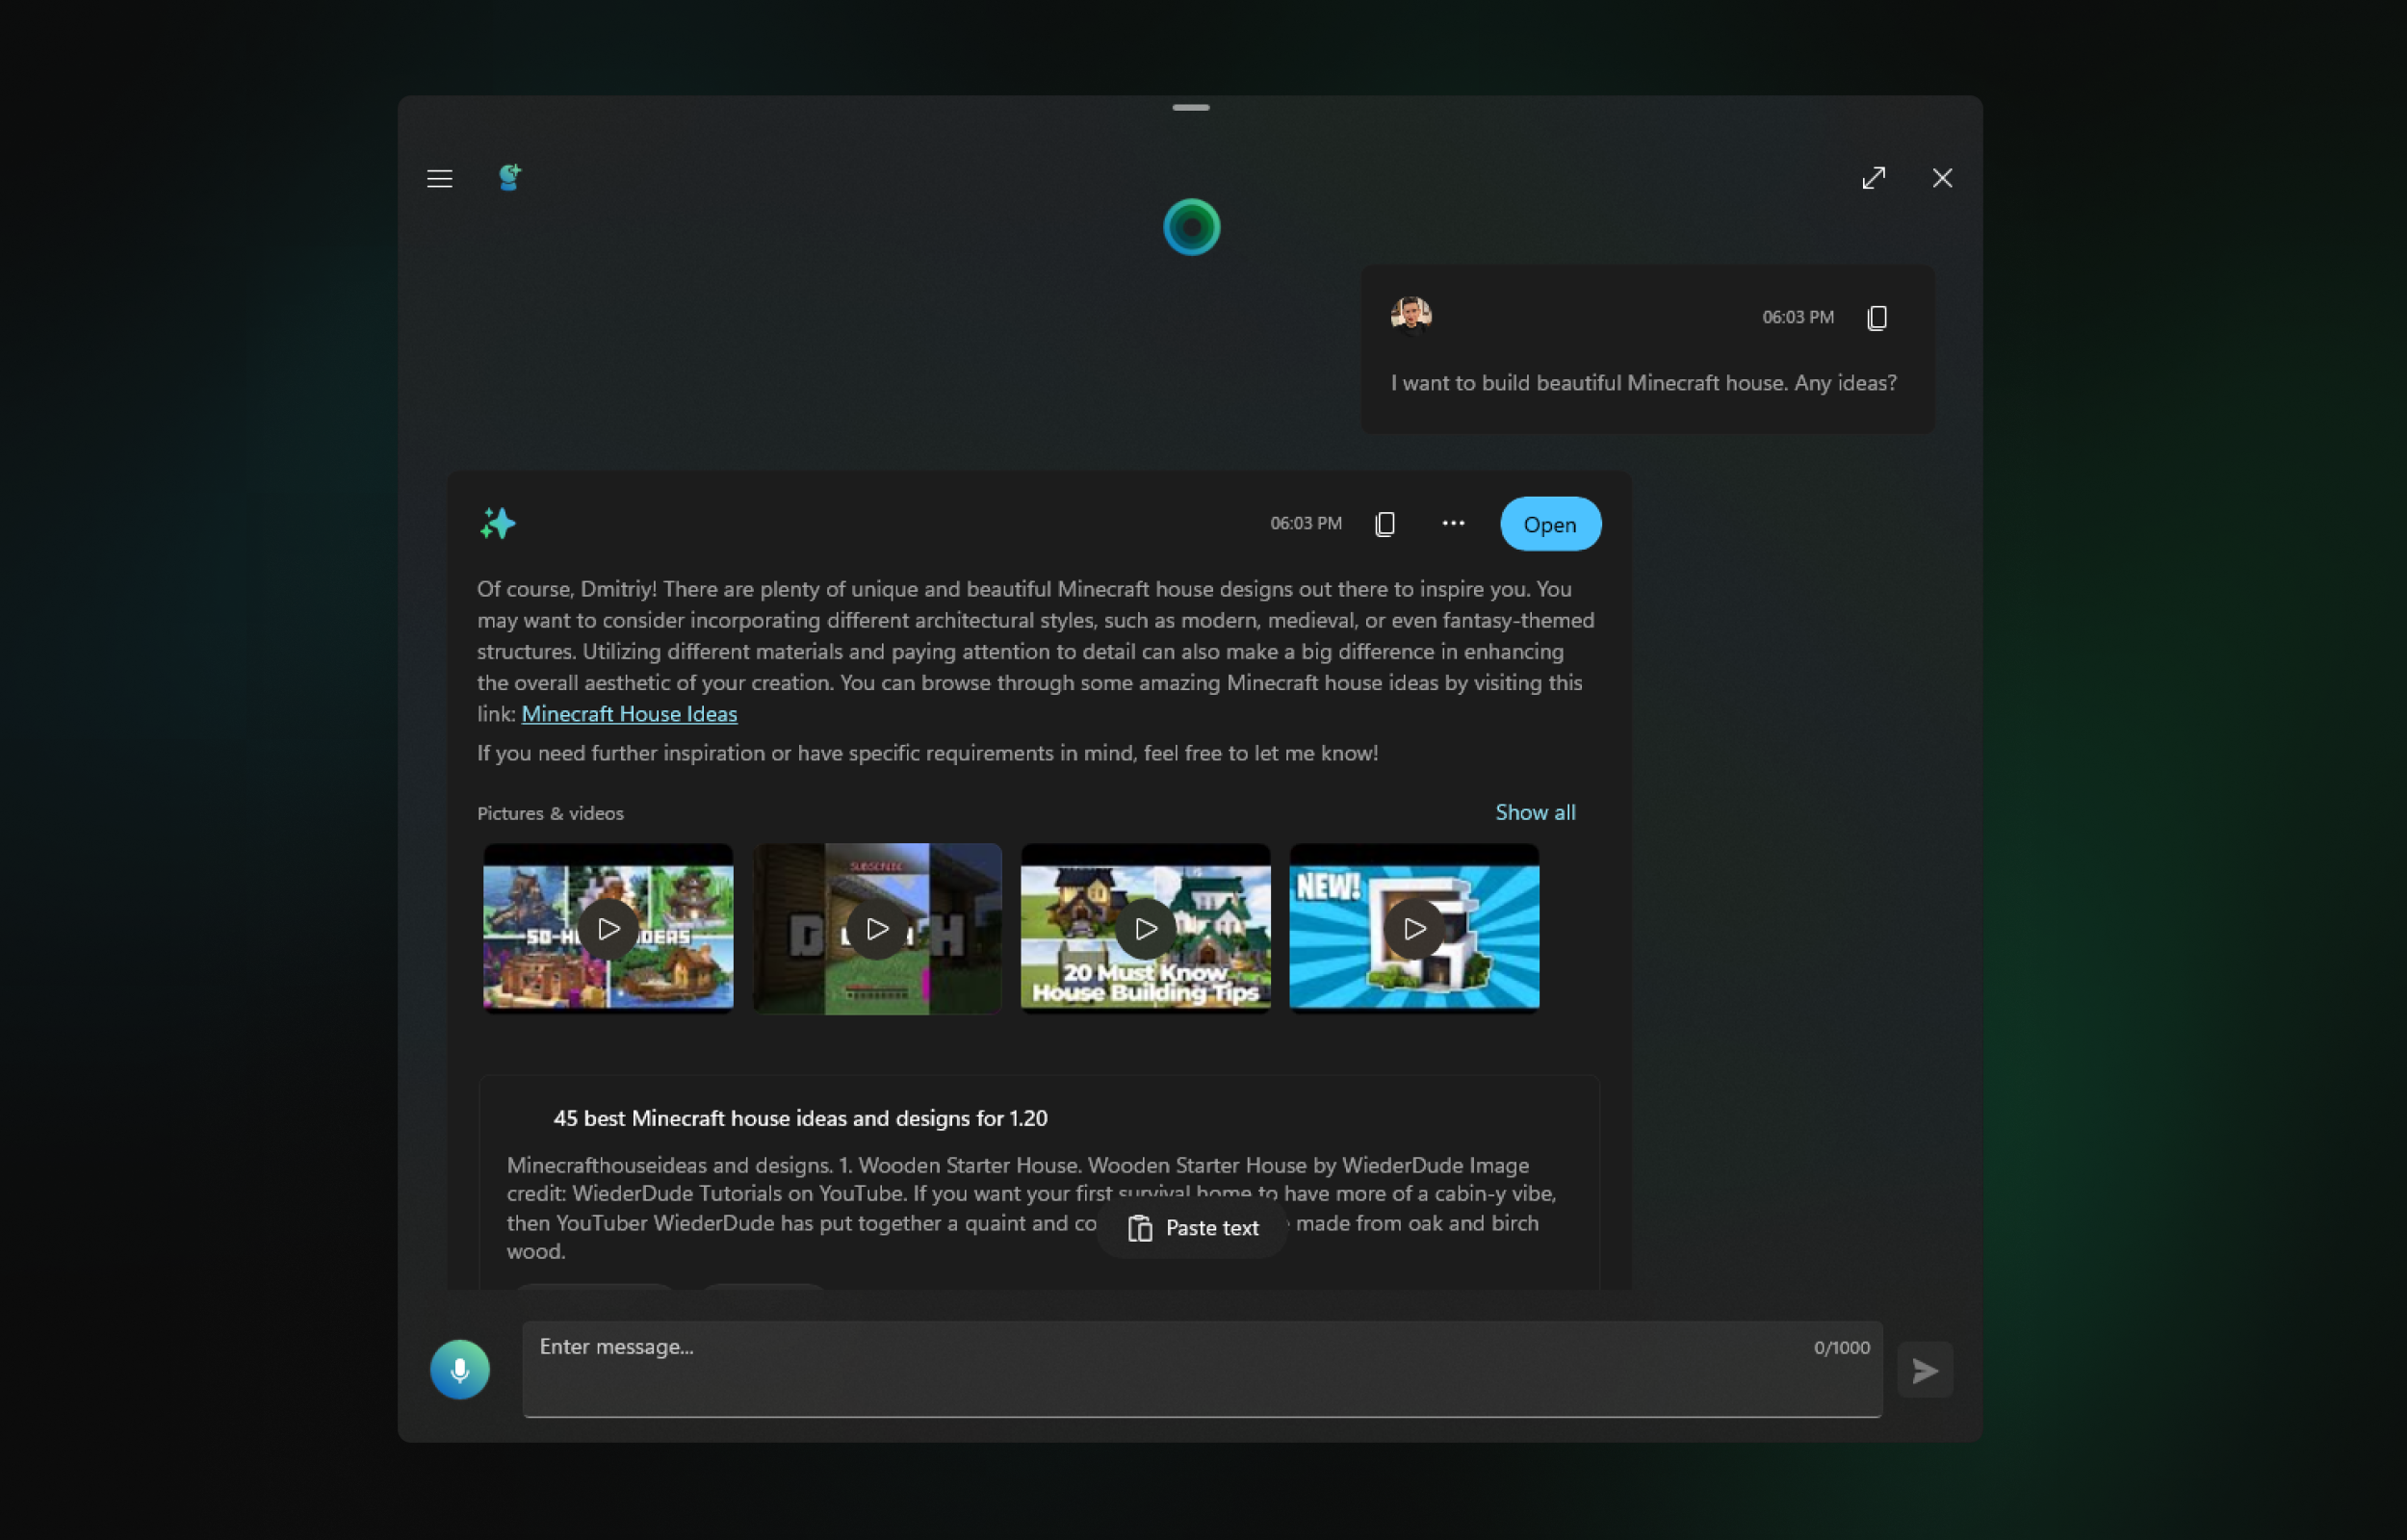 06:03 PM
I want to build beautiful Minecraft house. Any ideas?
06:03 PM
Open
Of course, Dmitriy! There are plenty of unique and beautiful Minecraft house designs out there to inspire you. You
may want to consider incorporating different architectural styles, such as modern, medieval, or even fantasy-themed
structures. Utilizing different materials and paying attention to detail can also make a big difference in enhancing
the overall aesthetic of your creation. You can browse through some amazing Minecraft house ideas by visiting this
link: Minecraft House Ideas
If you need further inspiration or have specific requirements in mind, feel free to let me know!
Pictures & videos
Show all
SUBSCRIBE
NEW!
20 Must Know
House Building Tips
45 best Minecraft house ideas and designs for 1.20
Minecrafthouseideas and designs. 1. Wooden Starter House. Wooden Starter House by WiederDude Image
credit: WiederDude Tutorials on YouTube. If you want your first survival home to have more of a cabin-y vibe,
then YouTuber WiederDude has put together a quaint and co made from oak and birch
wood.
Paste text
Enter message...
0/1000